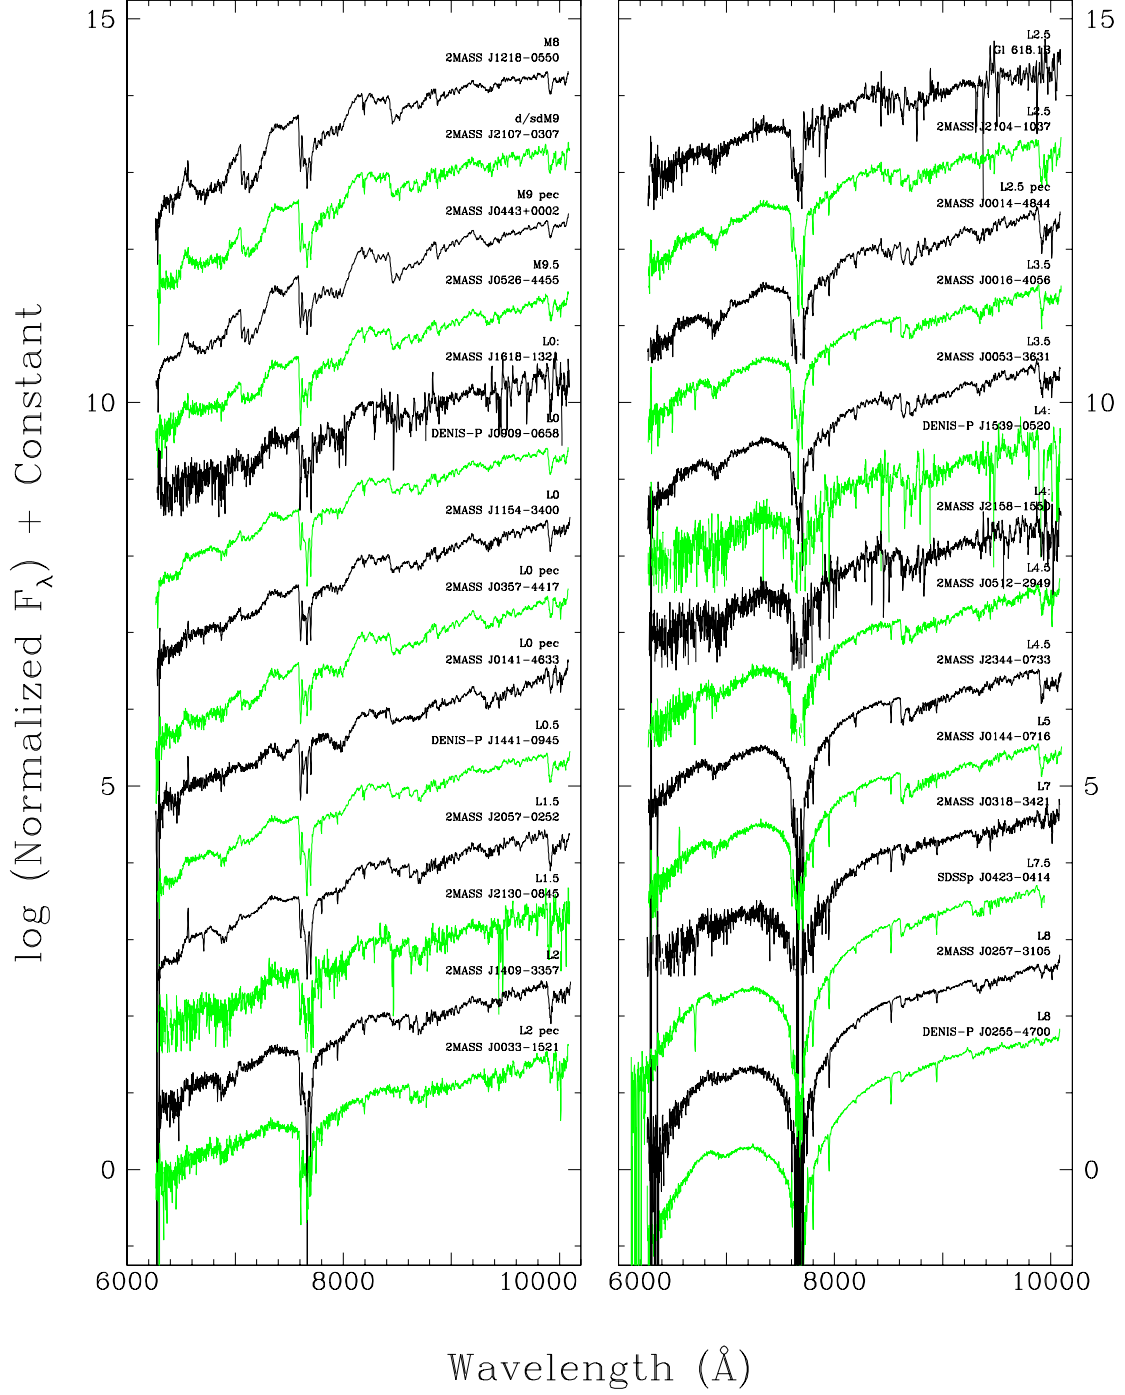 15
10
5
0
log (Normalized Fλ) + Constant
M8
2MASS J1218-0550
d/sdM9
2MASS J2107-0307
M9 pec
2MASS J0443+0002
M9.5
2MASS J0526-4455
L0:
2MASS J1618-1321
L0
DENIS-P J0909-0658
L0
2MASS J1154-3400
L0 pec
2MASS J0357-4417
L0 pec
2MASS J0141-4633
L0.5
DENIS-P J1441-0945
L1.5
2MASS J2057-0252
L1.5
2MASS J2130-0845
L2
2MASS J1409-3357
L2 pec
2MASS J0033-1521
6000 8000 10000
L2.5
Gl 618.1B
L2.5
2MASS J2104-1037
L2.5 pec
2MASS J0014-4844
L3.5
2MASS J0016-4056
L3.5
2MASS J0053-3631
L4:
DENIS-P J1539-0520
L4:
2MASS J2158-1550
L4.5
2MASS J0512-2949
L4.5
2MASS J2344-0733
L5
2MASS J0144-0716
L7
2MASS J0318-3421
L7.5
SDSSp J0423-0414
L8
2MASS J0257-3105
L8
DENIS-P J0255-4700
15
10
5
0
6000 8000 10000
Wavelength (Å)